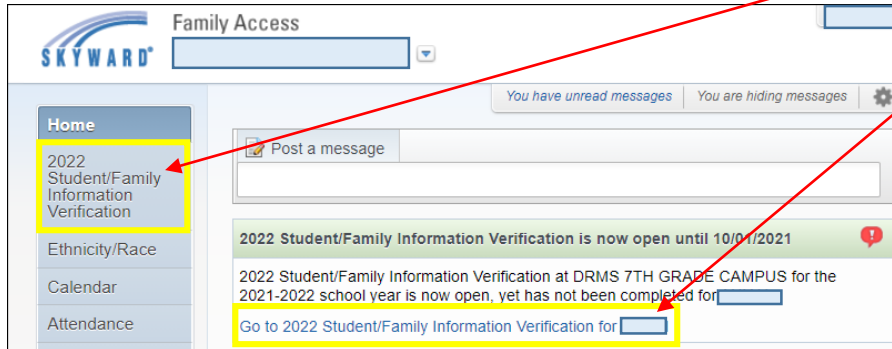 Family Access
SKYWARD
You have unread messages
You are hiding messages
Home
2022
Student/Family
Information
Verification
Ethnicity/Race
Calendar
Attendance
Post a message
2022 Student/Family Information Verification is now open until 10/01/2021
2022 Student/Family Information Verification at DRMS 7TH GRADE CAMPUS for the
2021-2022 school year is now open, yet has not been completed for
Go to 2022 Student/Family Information Verification for